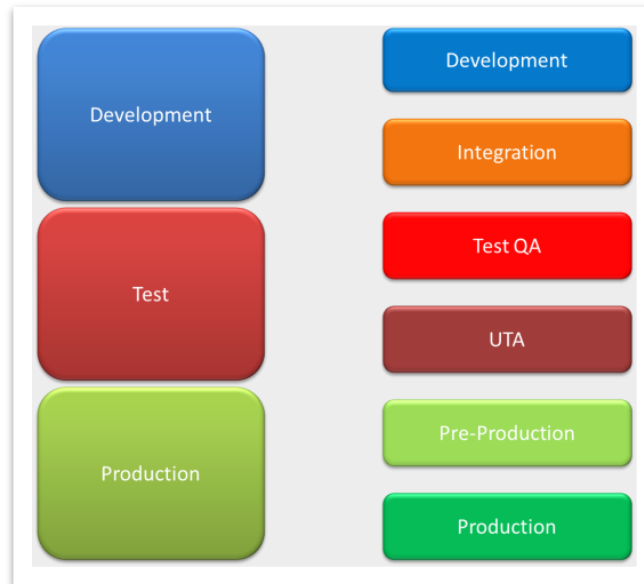 Development
Test
Production
Development
Integration
Test QA
UTA
Pre-Production
Production